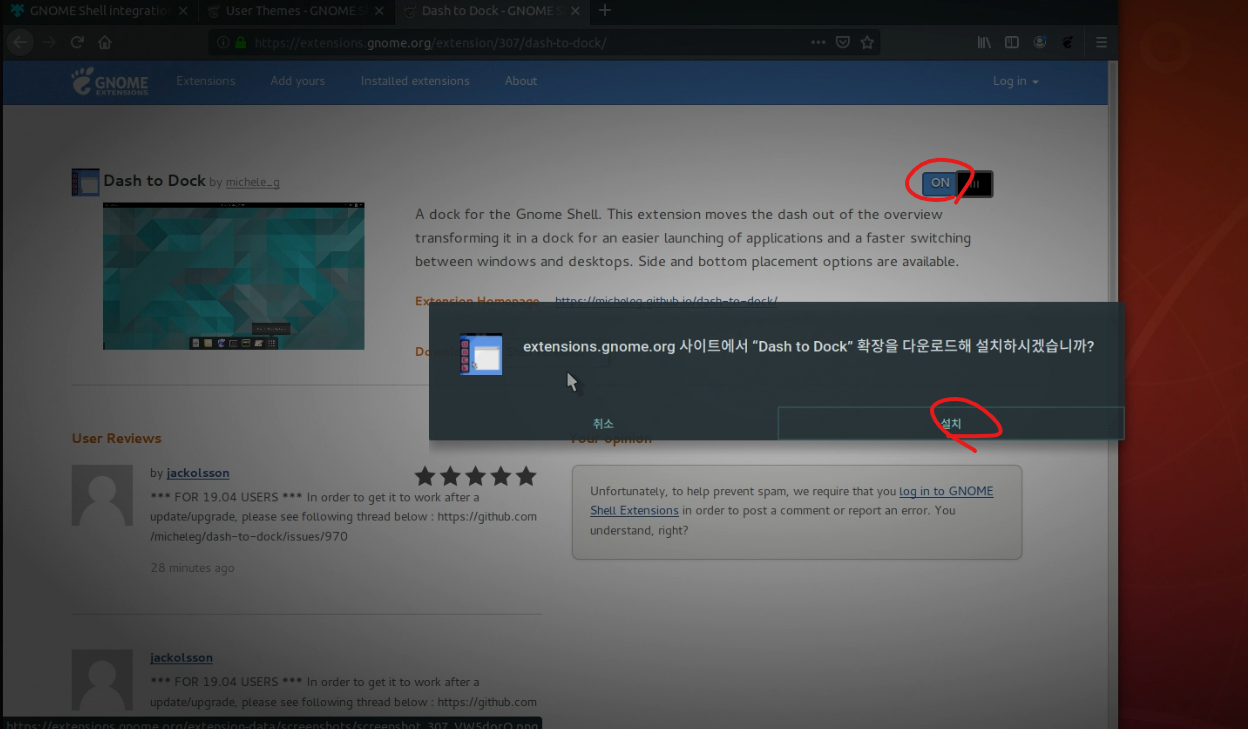 GNOME Shell integration
User Themes - GNOME S
Dash to Dock - GNOME S
https://extensions.gnome.org/extension/307/dash-to-dock/
GNOME
EXTENSIONS
Extensions
Add yours
Installed extensions
About
Log in
Dash to Dock by michele_g
ON
A dock for the Gnome Shell. This extension moves the dash out of the overview
transforming it in a dock for an easier launching of applications and a faster switching
between windows and desktops. Side and bottom placement options are available.
Extension Homepage
https://micheleg.github.io/dash-to-dock/
extensions.gnome.org 사이트에서 “Dash to Dock” 확장을 다운로드해 설치하시겠습니까?
취소
설치
User Reviews
Your opinion
by jackolsson
*** FOR 19.04 USERS *** In order to get it to work after a
update/upgrade, please see following thread below : https://github.com
/micheleg/dash-to-dock/issues/970
28 minutes ago
Unfortunately, to help prevent spam, we require that you log in to GNOME
Shell Extensions in order to post a comment or report an error. You
understand, right?
jackolsson
*** FOR 19.04 USERS *** In order to get it to work after a
update/upgrade, please see following thread below : https://github.com
https://extensions.gnome.org/extension-data/screenshots/screenshot_307_VW5dorO.png